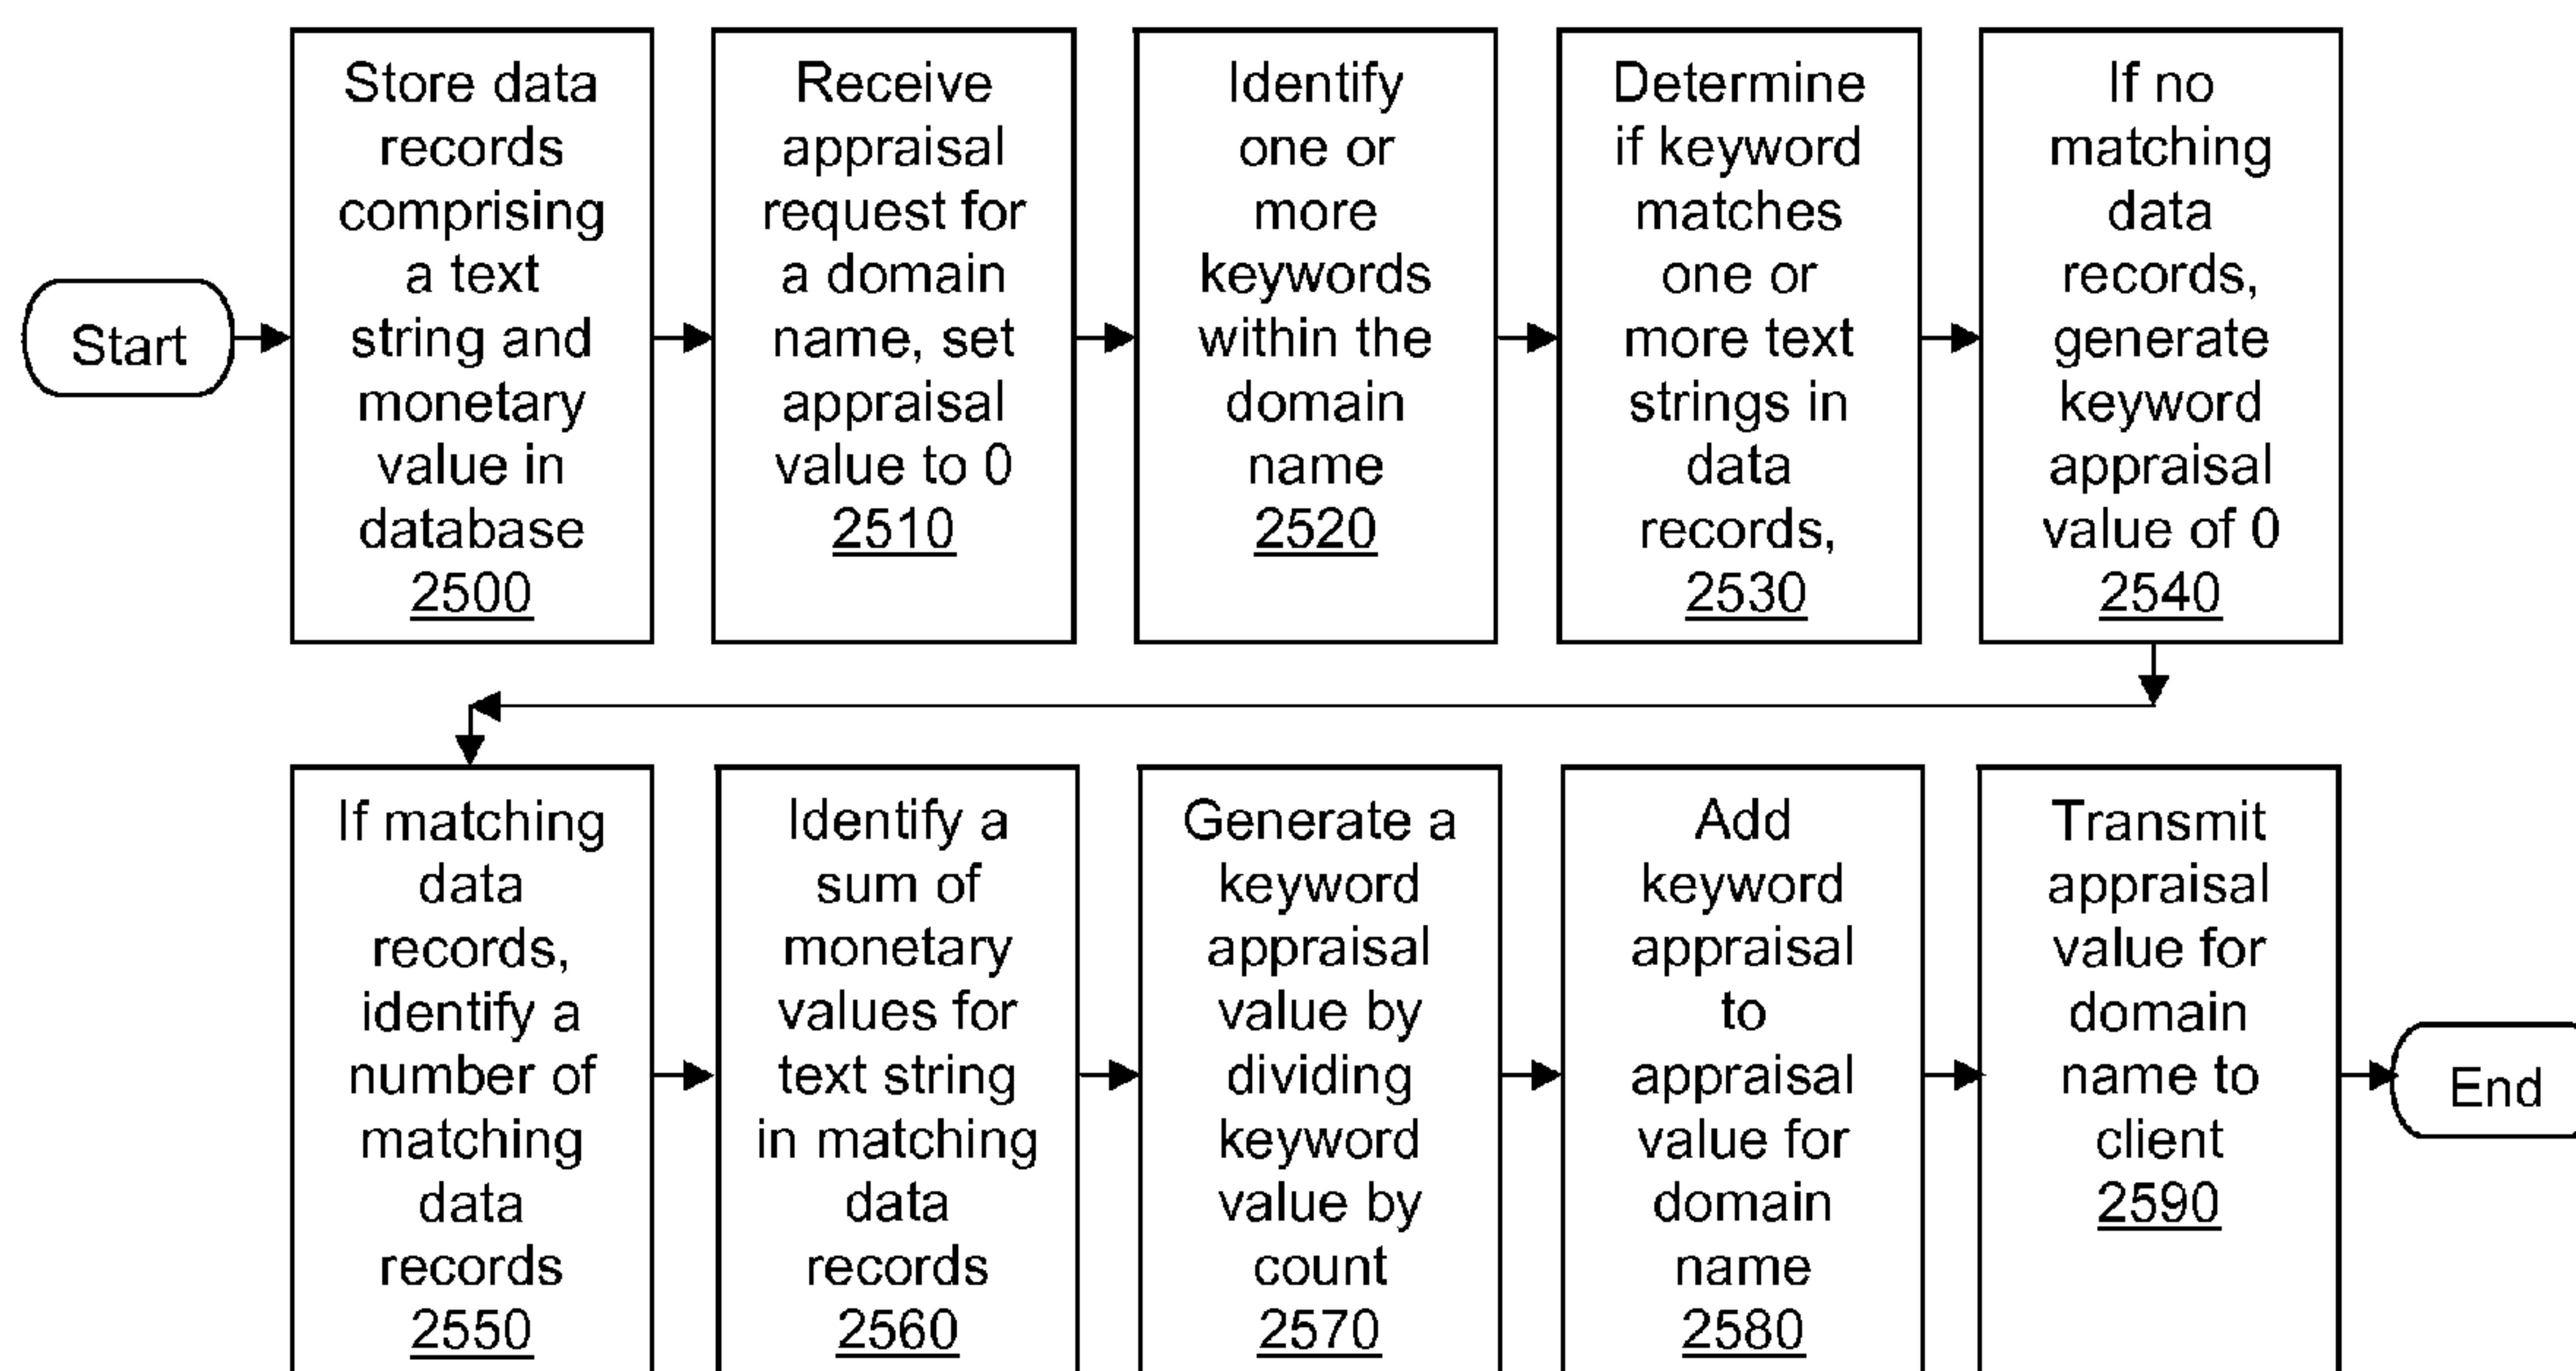 Start
Store data
records
comprising
a text
string and
monetary
value in
database
2500
Receive
appraisal
request for
a domain
name, set
appraisal
value to 0
2510
Identify
one or
more
keywords
within the
domain
name
2520
Determine
if keyword
matches
one or
more text
strings in
data
records,
2530
If no
matching
data
records,
generate
keyword
appraisal
value of 0
2540
If matching
data
records,
identify a
number of
matching
data
records
2550
Identify a
sum of
monetary
values for
text string
in matching
data
records
2560
Generate a
keyword
appraisal
value by
dividing
keyword
value by
count
2570
Add
keyword
appraisal
to
appraisal
value for
domain
name
2580
Transmit
appraisal
value for
domain
name to
client
2590
End